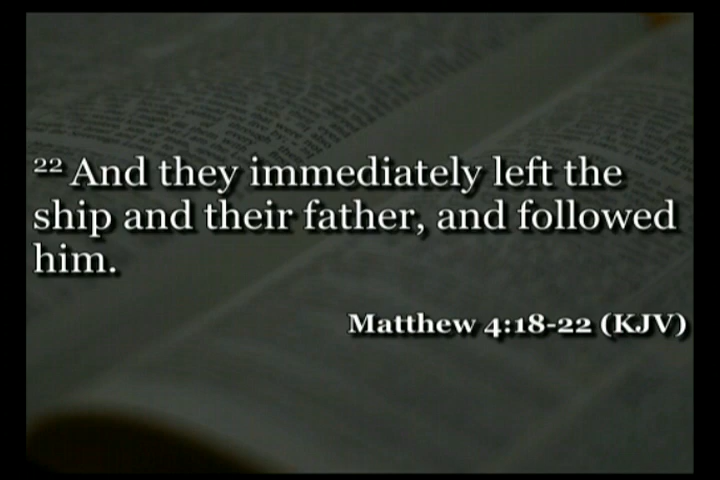 22 And they immediately left the
ship and their father, and followed
him.
Matthew 4:18-22 (KJV)